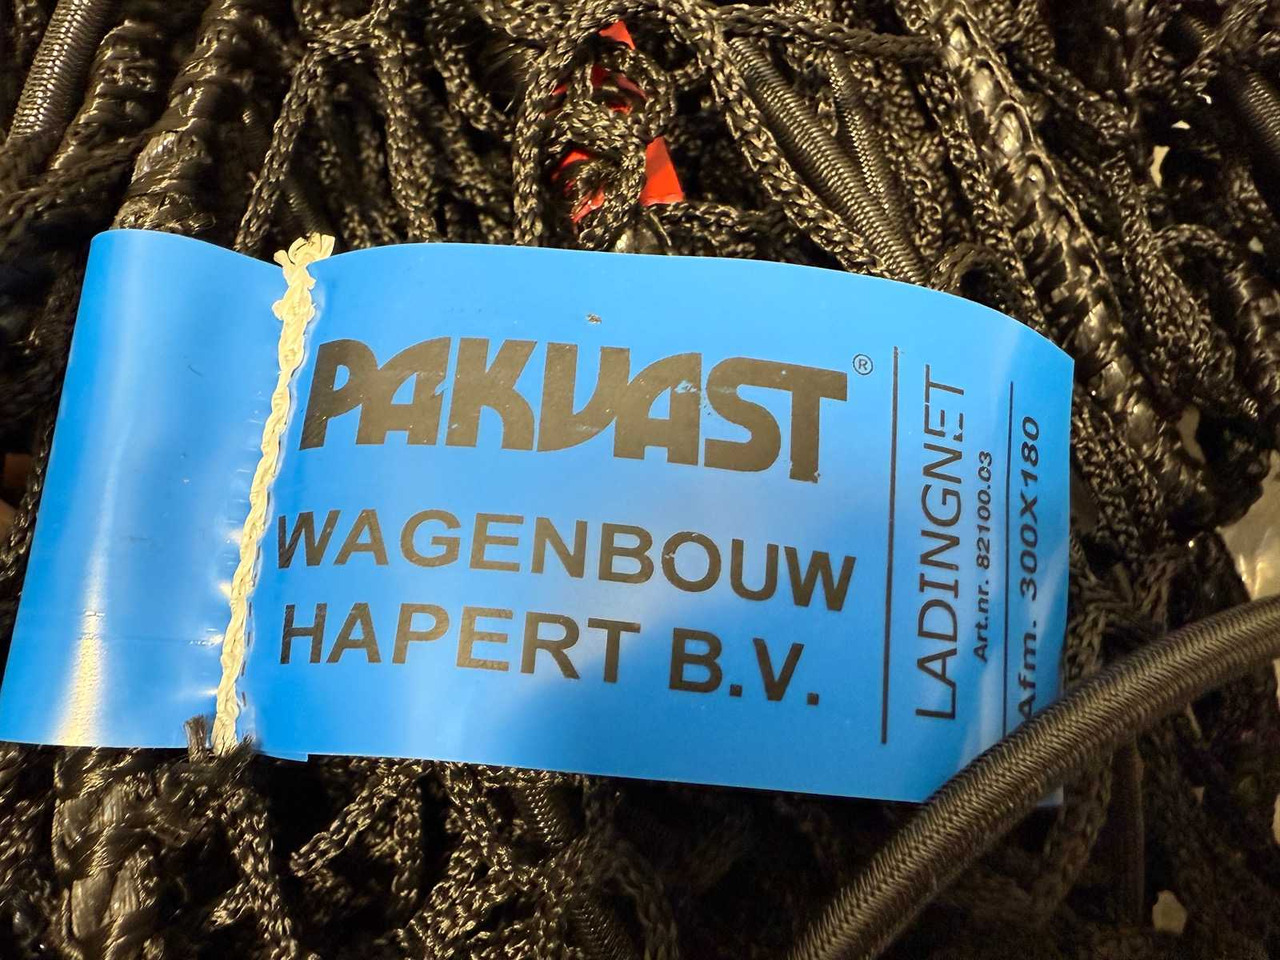 PAKVAST®
WAGENBOUW
HAPERT B.V.
LADINGNET
Art.nr. 82100.03
Afm. 300X180